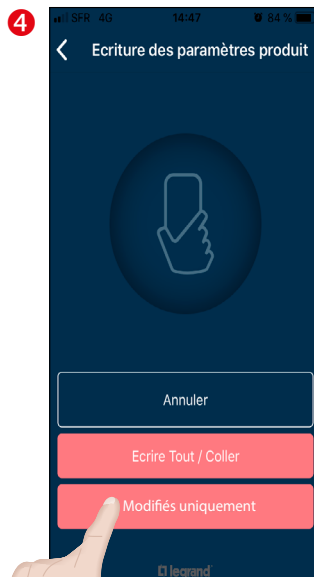 4
SFR 4G 14:47 84 %
Ecriture des paramètres produit
Annuler
Ecrire Tout / Coller
Modifiés uniquement
legrand